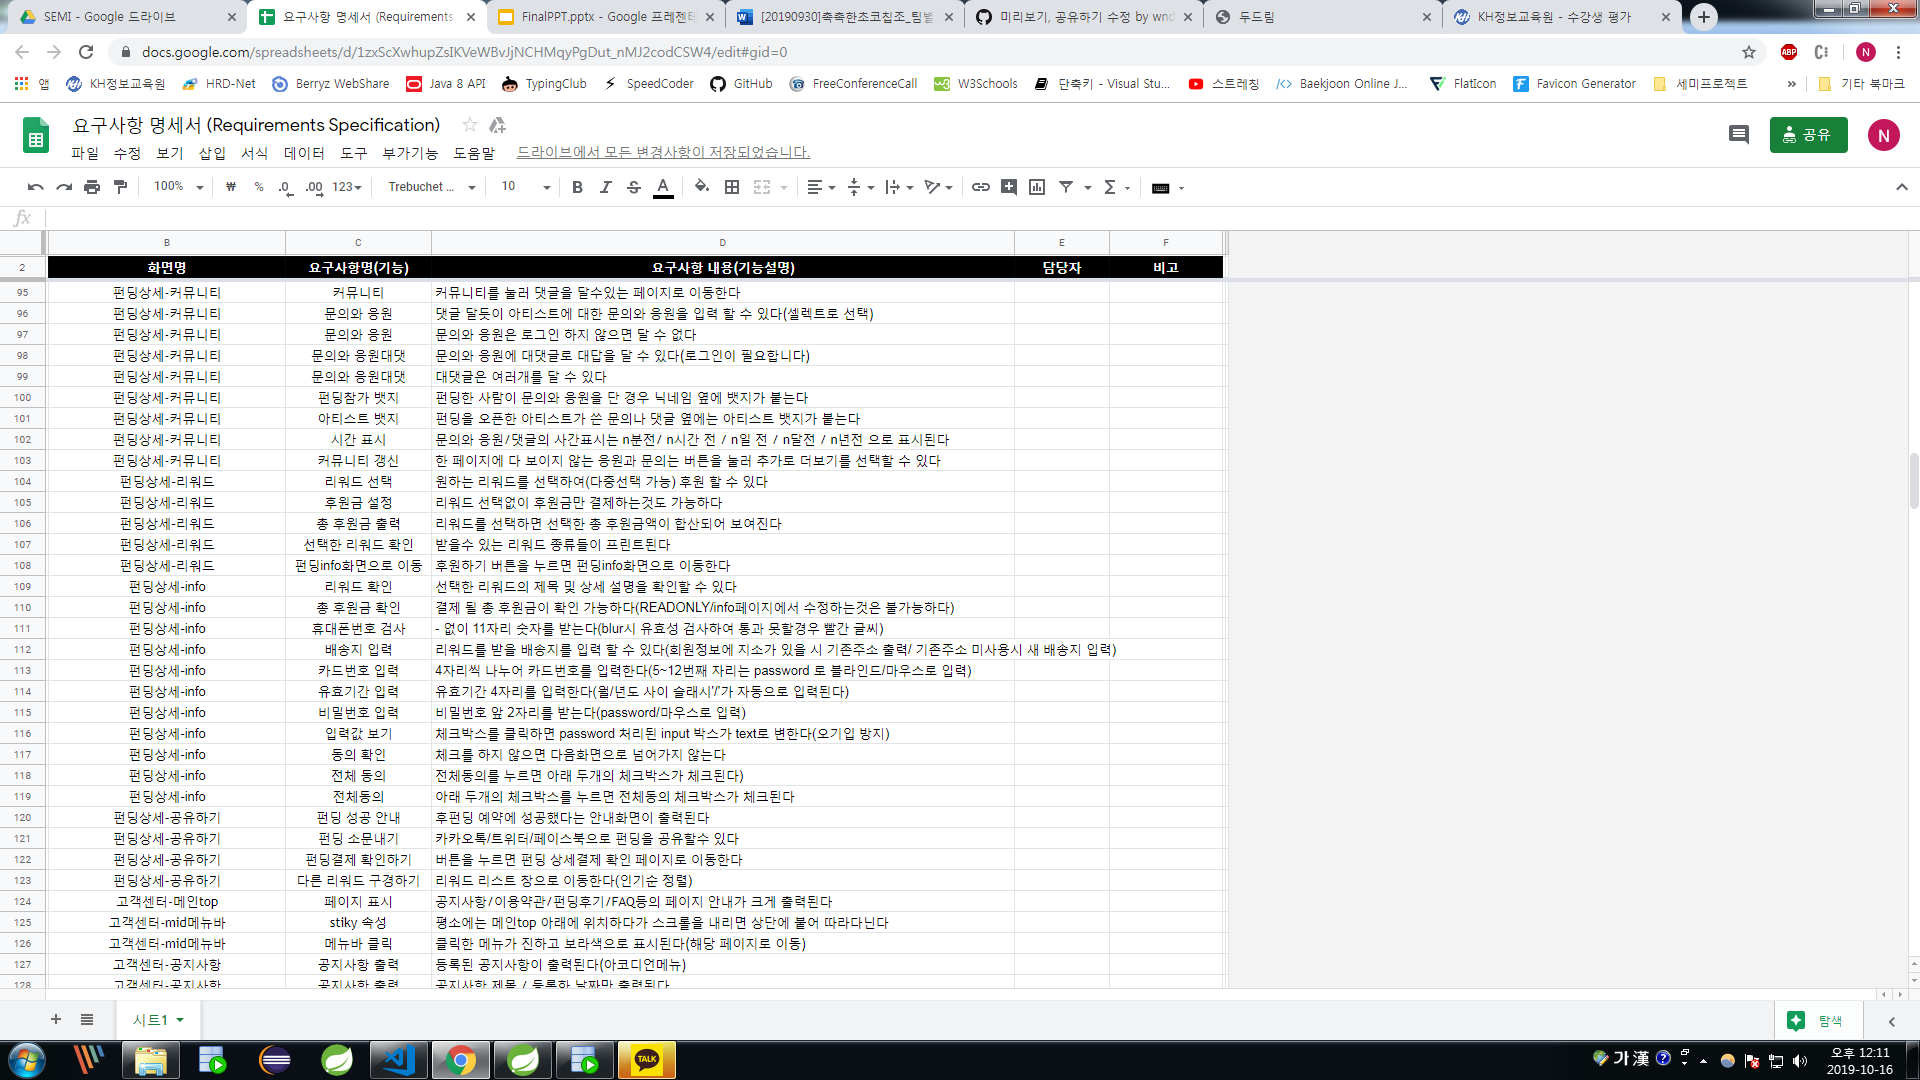 SEMI - Google 드라이브
요구사항 명세서 (Requirements
FinalPPT.pptx - Google 프레젠테
[20190930]촉촉한초코칩조_팀별
미리보기, 공유하기 수정 by wnd
두드림
KH정보교육원 - 수강생 평가
docs.google.com/spreadsheets/d/1zxScXwhupZsIKVeWBvJjNCHMqyPgDut_nMJ2codCSW4/edit#gid=0
ABP
N
앱
KH정보교육원
HRD-Net
Berryz WebShare
Java 8 API
TypingClub
SpeedCoder
GitHub
FreeConferenceCall
W3Schools
단축키 - Visual Stu...
스트레칭
Baekjoon Online J...
FlatIcon
Favicon Generator
세미프로젝트
»
기타 북마크
요구사항 명세서 (Requirements Specification)
공유
N
파일 수정 보기 삽입 서식 데이터 도구 부가기능 도움말 드라이브에서 모든 변경사항이 저장되었습니다.
100% ₩ % .0 .00 123 Trebuchet ... 10 B I S A
fx
B C D E F
2 화면명 요구사항명(기능) 요구사항 내용(기능설명) 담당자 비고
95 펀딩상세-커뮤니티 커뮤니티 커뮤니티를 눌러 댓글을 달수있는 페이지로 이동한다
96 펀딩상세-커뮤니티 문의와 응원 댓글 달듯이 아티스트에 대한 문의와 응원을 입력 할 수 있다(셀렉트로 선택)
97 펀딩상세-커뮤니티 문의와 응원 문의와 응원은 로그인 하지 않으면 달 수 없다
98 펀딩상세-커뮤니티 문의와 응원대댓 문의와 응원에 대댓글로 대답을 달 수 있다(로그인이 필요합니다)
99 펀딩상세-커뮤니티 문의와 응원대댓 대댓글은 여러개를 달 수 있다
100 펀딩상세-커뮤니티 펀딩참가 뱃지 펀딩한 사람이 문의와 응원을 단 경우 닉네임 옆에 뱃지가 붙는다
101 펀딩상세-커뮤니티 아티스트 뱃지 펀딩을 오픈한 아티스트가 쓴 문의나 댓글 옆에는 아티스트 뱃지가 붙는다
102 펀딩상세-커뮤니티 시간 표시 문의와 응원/댓글의 사간표시는 n분전/ n시간 전 / n일 전 / n달전 / n년전 으로 표시된다
103 펀딩상세-커뮤니티 커뮤니티 갱신 한 페이지에 다 보이지 않는 응원과 문의는 버튼을 눌러 추가로 더보기를 선택할 수 있다
104 펀딩상세-리워드 리워드 선택 원하는 리워드를 선택하여(다중선택 가능) 후원 할 수 있다
105 펀딩상세-리워드 후원금 설정 리워드 선택없이 후원금만 결제하는것도 가능하다
106 펀딩상세-리워드 총 후원금 출력 리워드를 선택하면 선택한 총 후원금액이 합산되어 보여진다
107 펀딩상세-리워드 선택한 리워드 확인 받을수 있는 리워드 종류들이 프린트된다
108 펀딩상세-리워드 펀딩info화면으로 이동 후원하기 버튼을 누르면 펀딩info화면으로 이동한다
109 펀딩상세-info 리워드 확인 선택한 리워드의 제목 및 상세 설명을 확인할 수 있다
110 펀딩상세-info 총 후원금 확인 결제 될 총 후원금이 확인 가능하다(READONLY/info페이지에서 수정하는것은 불가능하다)
111 펀딩상세-info 휴대폰번호 검사 - 없이 11자리 숫자를 받는다(blur시 유효성 검사하여 통과 못할경우 빨간 글씨)
112 펀딩상세-info 배송지 입력 리워드를 받을 배송지를 입력 할 수 있다(회원정보에 지소가 있을 시 기존주소 출력/ 기존주소 미사용시 새 배송지 입력)
113 펀딩상세-info 카드번호 입력 4자리씩 나누어 카드번호를 입력한다(5~12번째 자리는 password 로 블라인드/마우스로 입력)
114 펀딩상세-info 유효기간 입력 유효기간 4자리를 입력한다(월/년도 사이 슬래시'/'가 자동으로 입력된다)
115 펀딩상세-info 비밀번호 입력 비밀번호 앞 2자리를 받는다(password/마우스로 입력)
116 펀딩상세-info 입력값 보기 체크박스를 클릭하면 password 처리된 input 박스가 text로 변한다(오기입 방지)
117 펀딩상세-info 동의 확인 체크를 하지 않으면 다음화면으로 넘어가지 않는다
118 펀딩상세-info 전체 동의 전체동의를 누르면 아래 두개의 체크박스가 체크된다)
119 펀딩상세-info 전체동의 아래 두개의 체크박스를 누르면 전체동의 체크박스가 체크된다
120 펀딩상세-공유하기 펀딩 성공 안내 후펀딩 예약에 성공했다는 안내화면이 출력된다
121 펀딩상세-공유하기 펀딩 소문내기 카카오톡/트위터/페이스북으로 펀딩을 공유할수 있다
122 펀딩상세-공유하기 펀딩결제 확인하기 버튼을 누르면 펀딩 상세결제 확인 페이지로 이동한다
123 펀딩상세-공유하기 다른 리워드 구경하기 리워드 리스트 창으로 이동한다(인기순 정렬)
124 고객센터-메인top 페이지 표시 공지사항/이용약관/펀딩후기/FAQ등의 페이지 안내가 크게 출력된다
125 고객센터-mid메뉴바 stiky 속성 평소에는 메인top 아래에 위치하다가 스크롤을 내리면 상단에 붙어 따라다닌다
126 고객센터-mid메뉴바 메뉴바 클릭 클릭한 메뉴가 진하고 보라색으로 표시된다(해당 페이지로 이동)
127 고객센터-공지사항 공지사항 출력 등록된 공지사항이 출력된다(아코디언메뉴)
128 고객센터-공지사항 공지사항 출력 공지사항 제목 / 등록한 날짜만 출력된다
시트1
탐색
TALK
가 漢
오후 12:11
2019-10-16